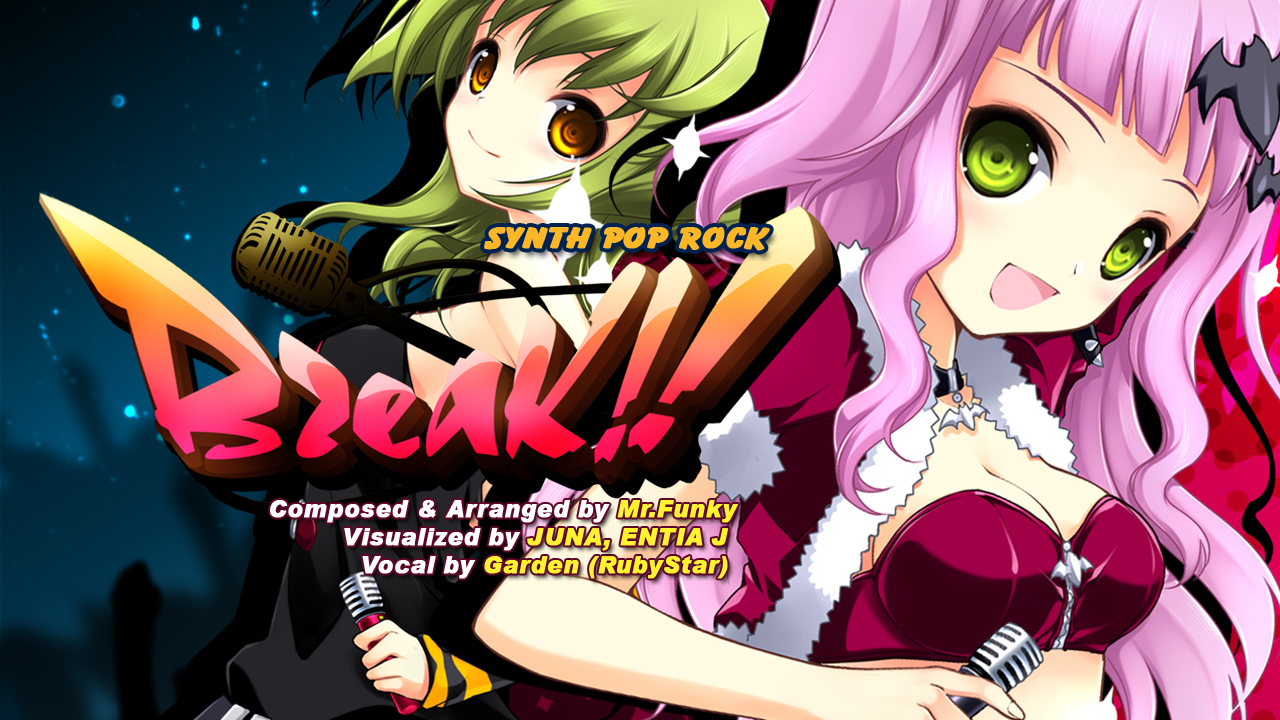 SYNTH POP ROCK
Break!!
Composed & Arranged by Mr.Funky
Visualized by JUNA, ENTIA J
Vocal by Garden (RubyStar)